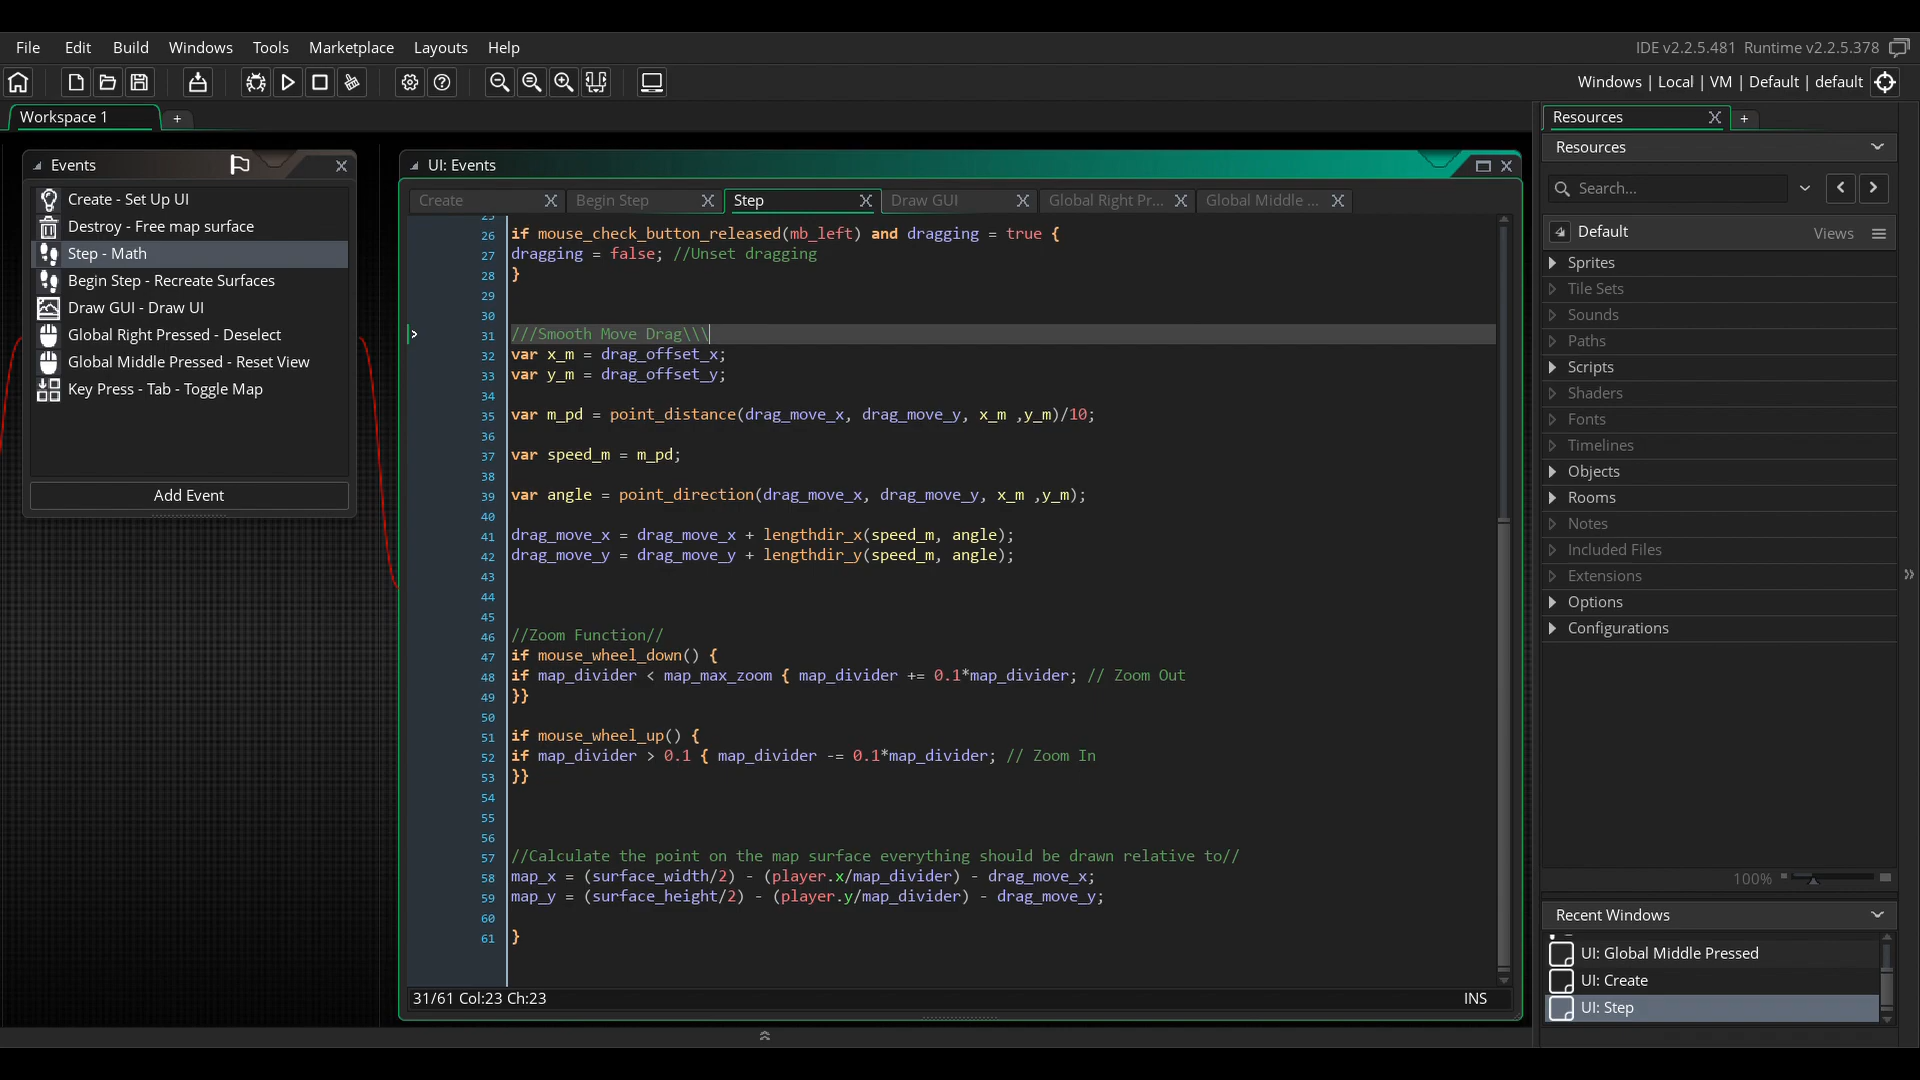 File Edit Build Windows Tools Marketplace Layouts Help
IDE v2.2.5.481 Runtime v2.2.5.378
Windows | Local | VM | Default | default
Workspace 1
+
Events
Create - Set Up UI
Destroy - Free map surface
Step - Math
Begin Step - Recreate Surfaces
Draw GUI - Draw UI
Global Right Pressed - Deselect
Global Middle Pressed - Reset View
Key Press - Tab - Toggle Map
Add Event
UI: Events
Create X Begin Step X Step X Draw GUI X Global Right Pr... X Global Middle ... X
26 if mouse_check_button_released(mb_left) and dragging = true {
27 dragging = false; //Unset dragging
28 }
29
30
31 ///Smooth Move Drag\\\
32 var x_m = drag_offset_x;
33 var y_m = drag_offset_y;
34
35 var m_pd = point_distance(drag_move_x, drag_move_y, x_m ,y_m)/10;
36
37 var speed_m = m_pd;
38
39 var angle = point_direction(drag_move_x, drag_move_y, x_m ,y_m);
40
41 drag_move_x = drag_move_x + lengthdir_x(speed_m, angle);
42 drag_move_y = drag_move_y + lengthdir_y(speed_m, angle);
43
44
45
46 //Zoom Function//
47 if mouse_wheel_down() {
48 if map_divider < map_max_zoom { map_divider += 0.1*map_divider; // Zoom Out
49 }}
50
51 if mouse_wheel_up() {
52 if map_divider > 0.1 { map_divider -= 0.1*map_divider; // Zoom In
53 }}
54
55
56
57 //Calculate the point on the map surface everything should be drawn relative to//
58 map_x = (surface_width/2) - (player.x/map_divider) - drag_move_x;
59 map_y = (surface_height/2) - (player.y/map_divider) - drag_move_y;
60
61 }
31/61 Col:23 Ch:23
INS
Resources X +
Resources
Search...
Default
Views
Sprites
Tile Sets
Sounds
Paths
Scripts
Shaders
Fonts
Timelines
Objects
Rooms
Notes
Included Files
Extensions
Options
Configurations
100%
Recent Windows
UI: Global Middle Pressed
UI: Create
UI: Step